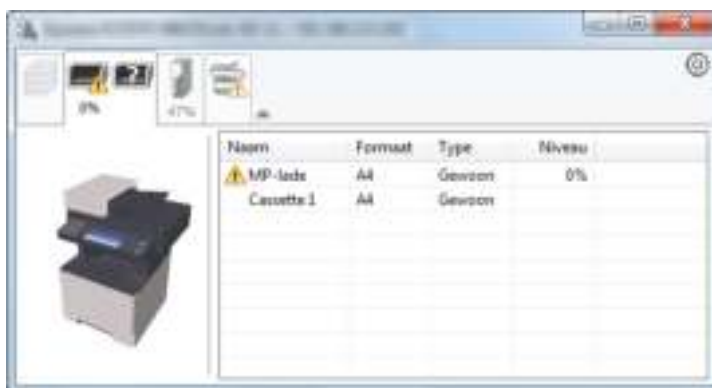 0%
47%
Naam Formaat Type Niveau
MP-lade A4 Gewoon 0%
Cassette 1 A4 Gewoon